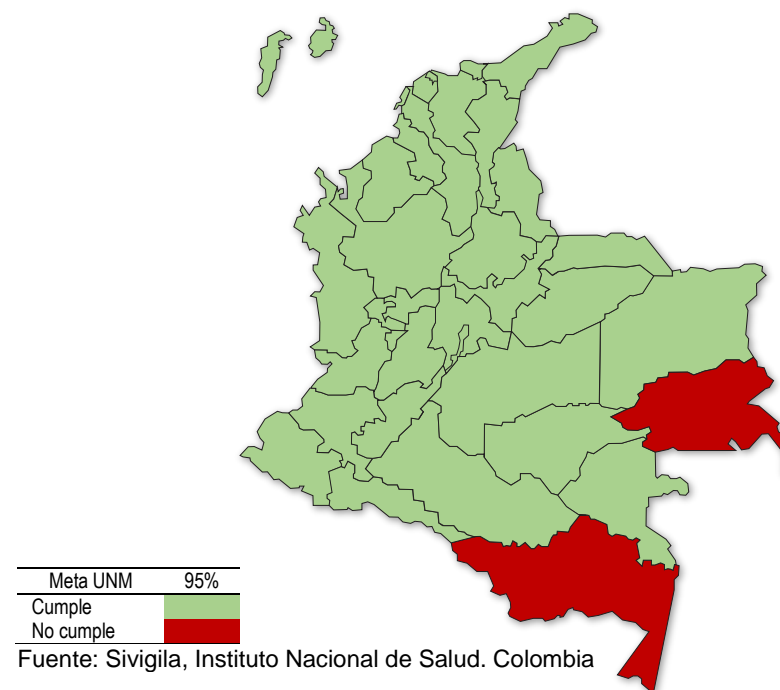 Meta UNM 95%
Cumple
No cumple
Fuente: Sivigila, Instituto Nacional de Salud. Colombia